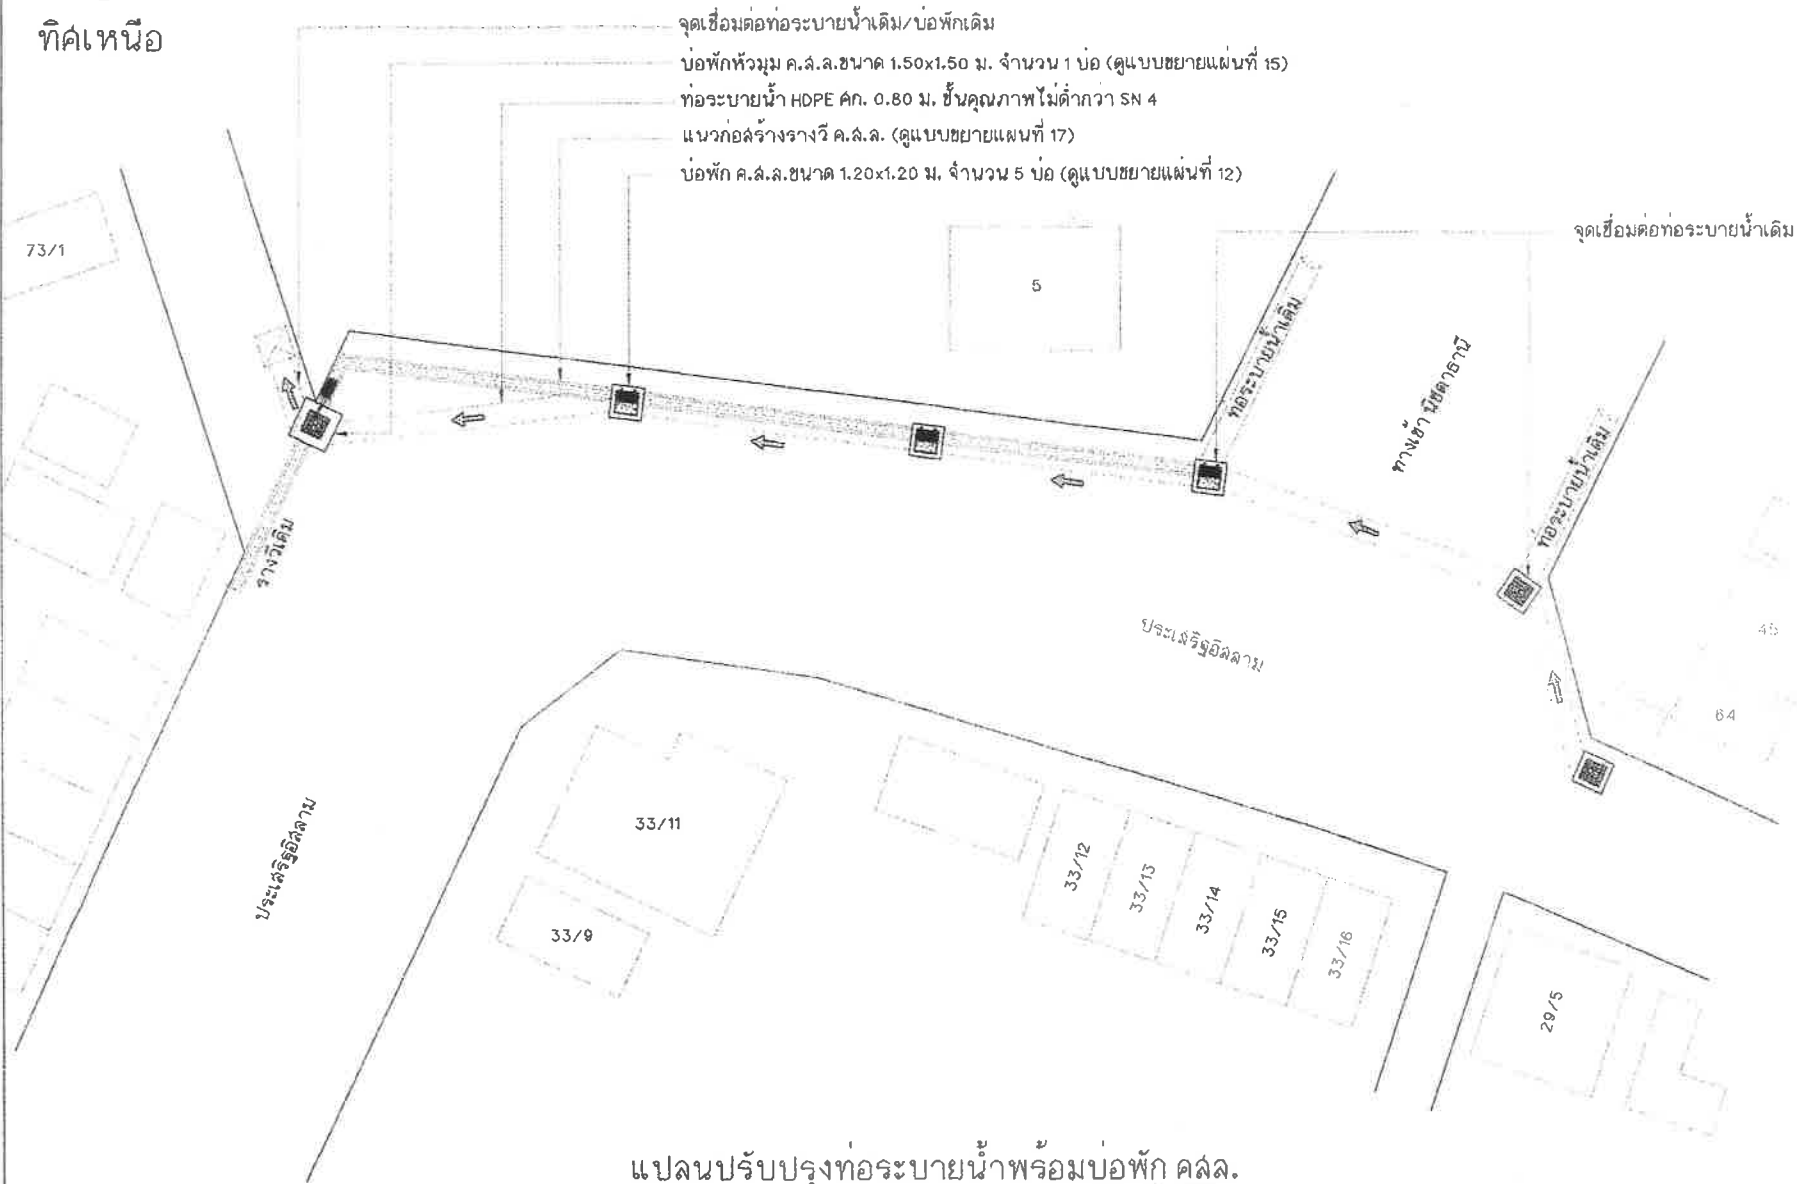 ทิศเหนือ
จุดเชื่อมต่อท่อระบายน้ำเดิม/บ่อพักเดิม
บ่อพักหัวมุม ค.ส.ล.ขนาด 1.50x1.50 ม. จำนวน 1 บ่อ (ดูแบบขยายแผ่นที่ 15)
ท่อระบายน้ำ HDPE ศก. 0.80 ม. ชั้นคุณภาพไม่ต่ำกว่า SN 4
แนวก่อสร้างรางวี ค.ส.ล. (ดูแบบขยายแผ่นที่ 17)
บ่อพัก ค.ส.ล.ขนาด 1.20x1.20 ม. จำนวน 5 บ่อ (ดูแบบขยายแผ่นที่ 12)
จุดเชื่อมต่อท่อระบายน้ำเดิม
73/1
5
ท่อระบายน้ำเดิม
ทางเข้า นิชดาธานี
ท่อระบายน้ำเดิม
รางวีเดิม
ประเสริฐอิสลาม
45
64
ประเสริฐอิสลาม
33/11
33/9
33/12
33/13
33/14
33/15
33/16
29/5
แปลนปรับปรุงท่อระบายน้ำพร้อมบ่อพัก คสล.